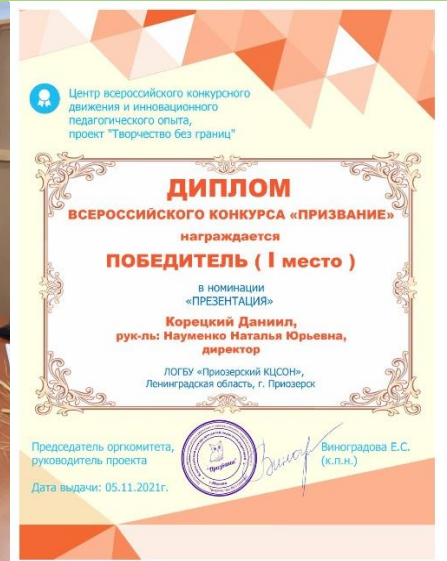 Центр всероссийского конкурсного
движения и инновационного
педагогического опыта,
проект "Творчество без границ"
ДИПЛОМ
ВСЕРОССИЙСКОГО КОНКУРСА «ПРИЗВАНИЕ»
награждается
ПОБЕДИТЕЛЬ ( I место )
в номинации
«ПРЕЗЕНТАЦИЯ»
Корецкий Даниил,
рук-ль: Науменко Наталья Юрьевна,
директор
ЛОГБУ «Приозерский КЦСОН»,
Ленинградская область, г. Приозерск
Председатель оргкомитета,
руководитель проекта
"Призвание"
Виноградова Е.С.
(к.п.н.)
Дата выдачи: 05.11.2021г.